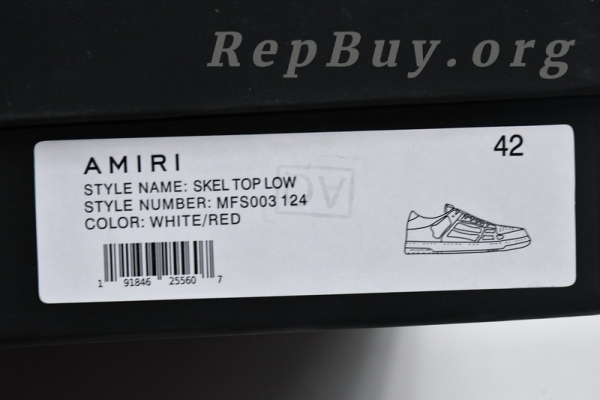 RepBuy.org
AMIRI
42
STYLE NAME: SKEL TOP LOW
STYLE NUMBER: MFS003 124
COLOR: WHITE/RED
1 91846 25560 7